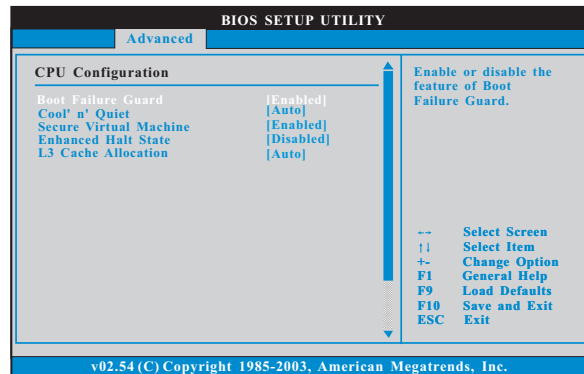 BIOS SETUP UTILITY
Advanced
CPU Configuration
Boot Failure Guard [Enabled]
Cool' n' Quiet [Auto]
Secure Virtual Machine [Enabled]
Enhanced Halt State [Disabled]
L3 Cache Allocation [Auto]
Enable or disable the
feature of Boot
Failure Guard.
←→ Select Screen
↑↓ Select Item
+- Change Option
F1 General Help
F9 Load Defaults
F10 Save and Exit
ESC Exit
v02.54 (C) Copyright 1985-2003, American Megatrends, Inc.